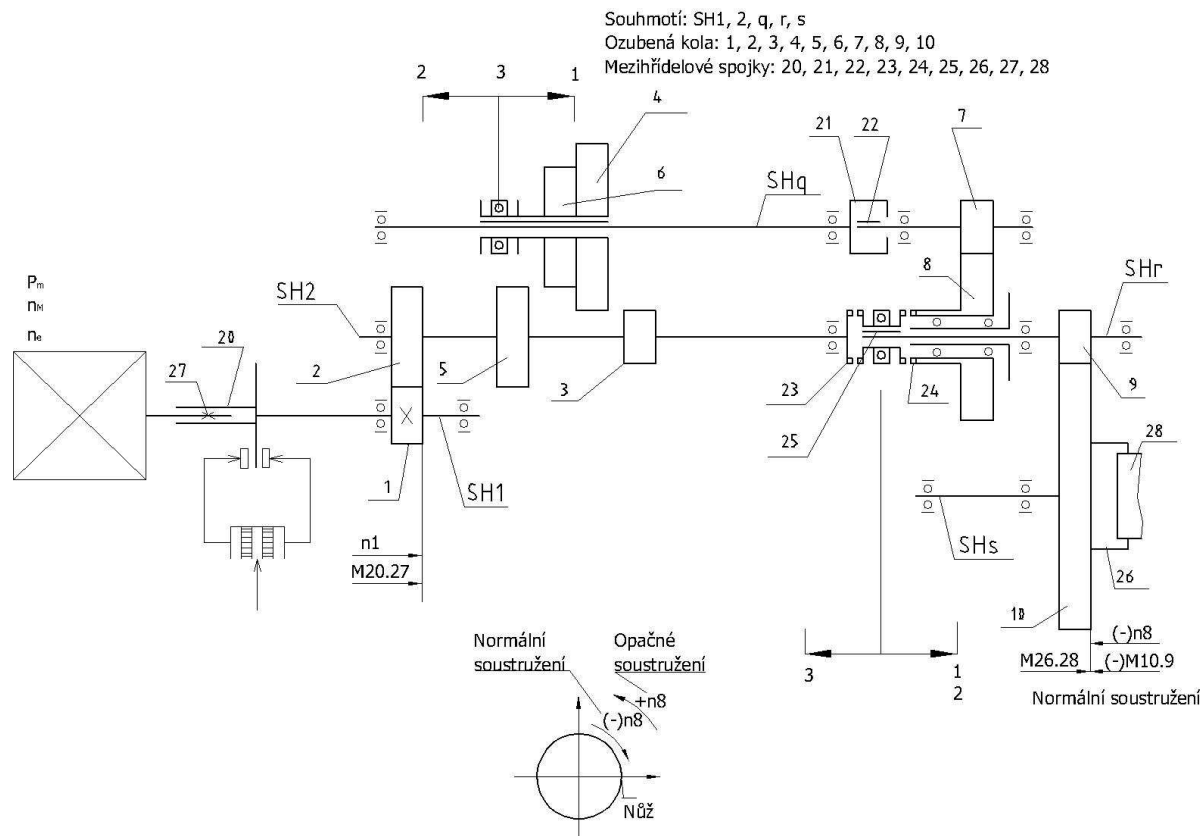 Souhmotí: SH1, 2, q, r, s
Ozubená kola: 1, 2, 3, 4, 5, 6, 7, 8, 9, 10
Mezihřídelové spojky: 20, 21, 22, 23, 24, 25, 26, 27, 28
2 3 1
4
6
21 22 7
SHq
8
Pm
nM
ne
SH2
SHr
20
27
2
5
3
23
24
25
9
28
1
SH1
SHs
26
n1
M20.27
10
Normální
soustružení
Opačné
soustružení
+n8
(-)n8
Nůž
3 1
2
(-)n8
M26.28 (-)M10.9
Normální soustružení